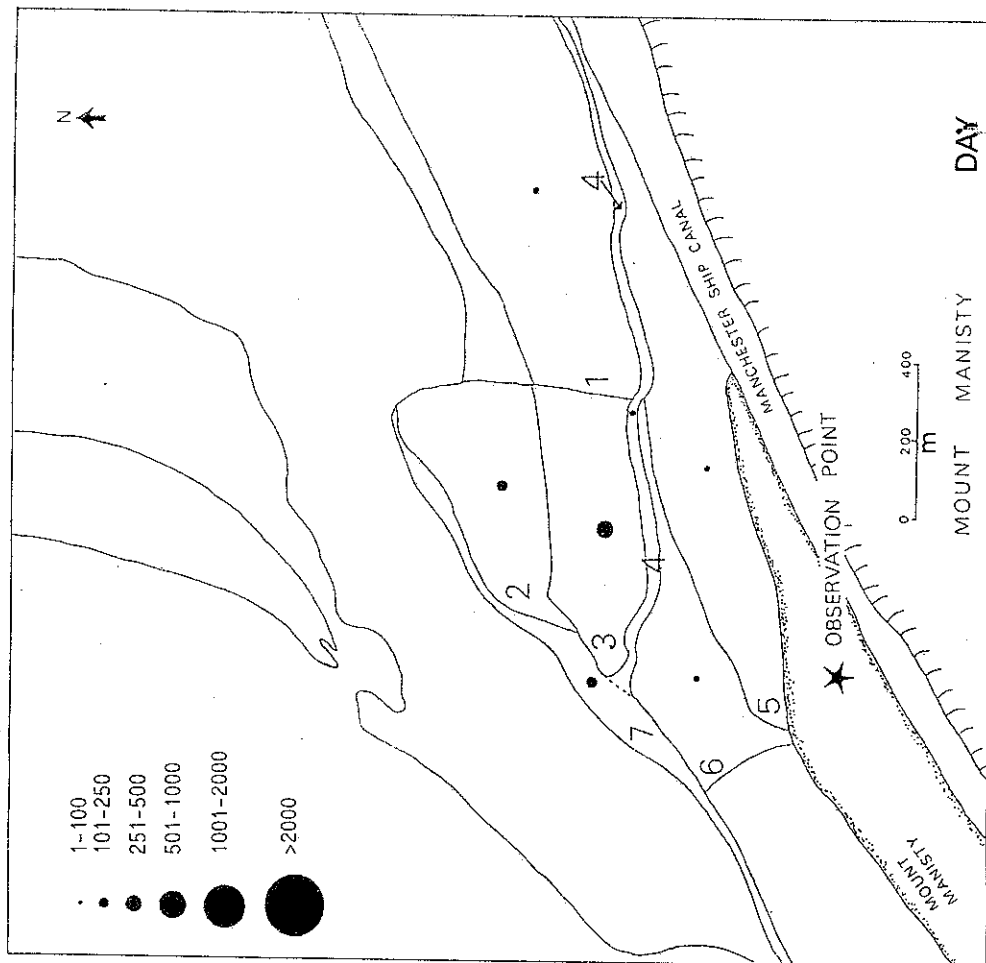 N
1-100
101-250
251-500
501-1000
1001-2000
>2000
1
2
3
4
4
5
6
7
MANCHESTER SHIP CANAL
OBSERVATION POINT
MOUNT
MANISTY
0 200 400
m
MOUNT MANISTY
DAY